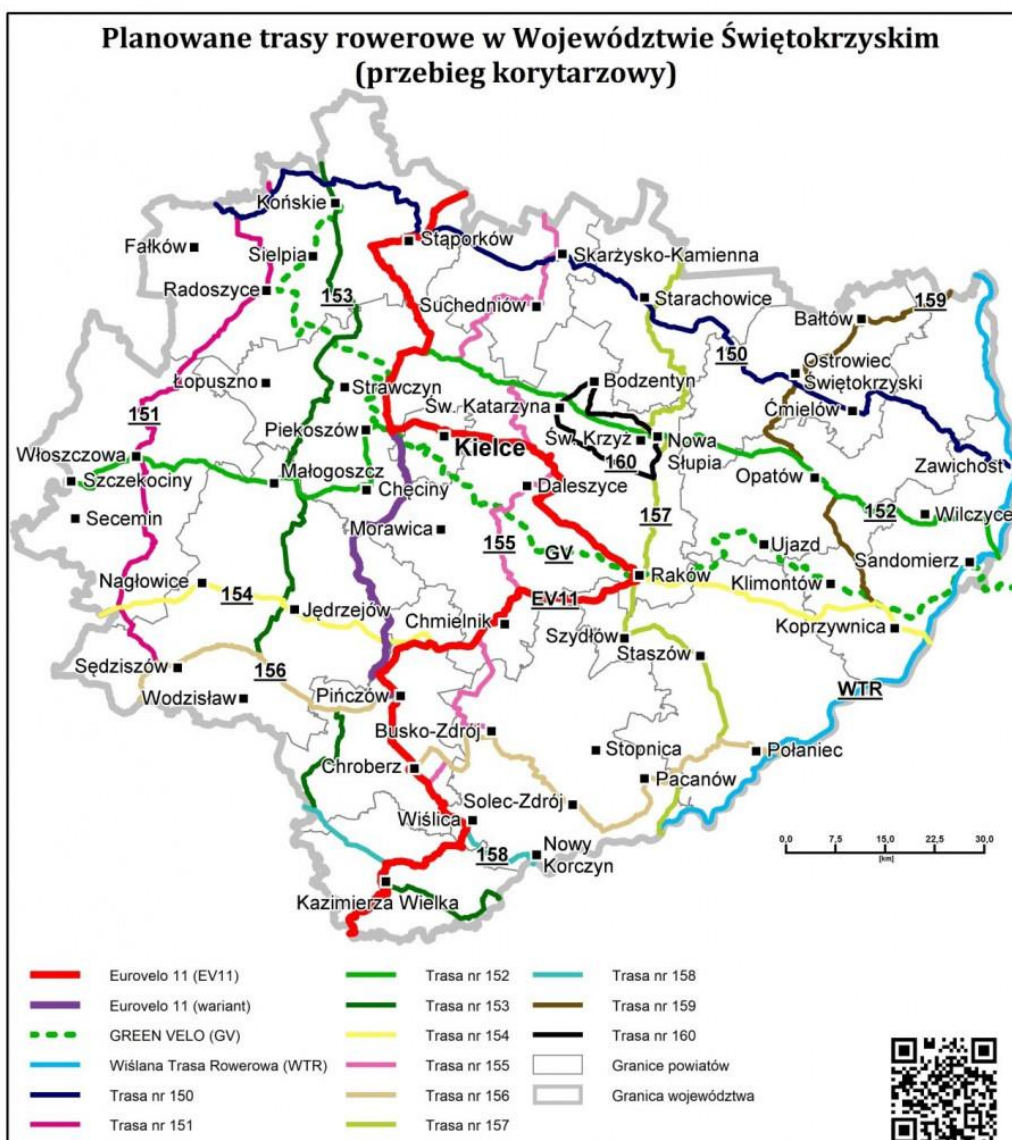 Planowane trasy rowerowe w Województwie Świętokrzyskim
(przebieg korytarzowy)
Końskie
Fałków
Sielpia
Stąporków
Skarżysko-Kamienna
Radoszyce
153
Suchedniów
Starachowice
159
Bałtów
150
Ostrowiec
Świętokrzyski
Łopuszno
Strawczyn
Bodzentyn
Ćmielów
151
Św. Katarzyna
Piekoszów
Kielce
Św. Krzyż
Nowa
Słupia
160
Włoszczowa
Szczekociny
Małogoszcz
Chęciny
Daleszyce
Opatów
Zawichost
Secemin
Morawica
155
157
152
Wilczyce
GV
Ujazd
Sandomierz
Nagłowice
154
Raków
Klimontów
Jędrzejów
EV11
Chmielnik
Koprzywnica
Szydłów
Staszów
Sędziszów
156
Wodzisław
Pińczów
WTR
Busko-Zdrój
Stopnica
Połaniec
Chroberz
Pacanów
Solec-Zdrój
Wiślica
158
Nowy
Korczyn
0,0 7,5 15,0 22,5 30,0
[km]
Kazimierza Wielka
Eurovelo 11 (EV11)
Eurovelo 11 (wariant)
GREEN VELO (GV)
Wiślana Trasa Rowerowa (WTR)
Trasa nr 150
Trasa nr 151
Trasa nr 152
Trasa nr 153
Trasa nr 154
Trasa nr 155
Trasa nr 156
Trasa nr 157
Trasa nr 158
Trasa nr 159
Trasa nr 160
Granice powiatów
Granica województwa